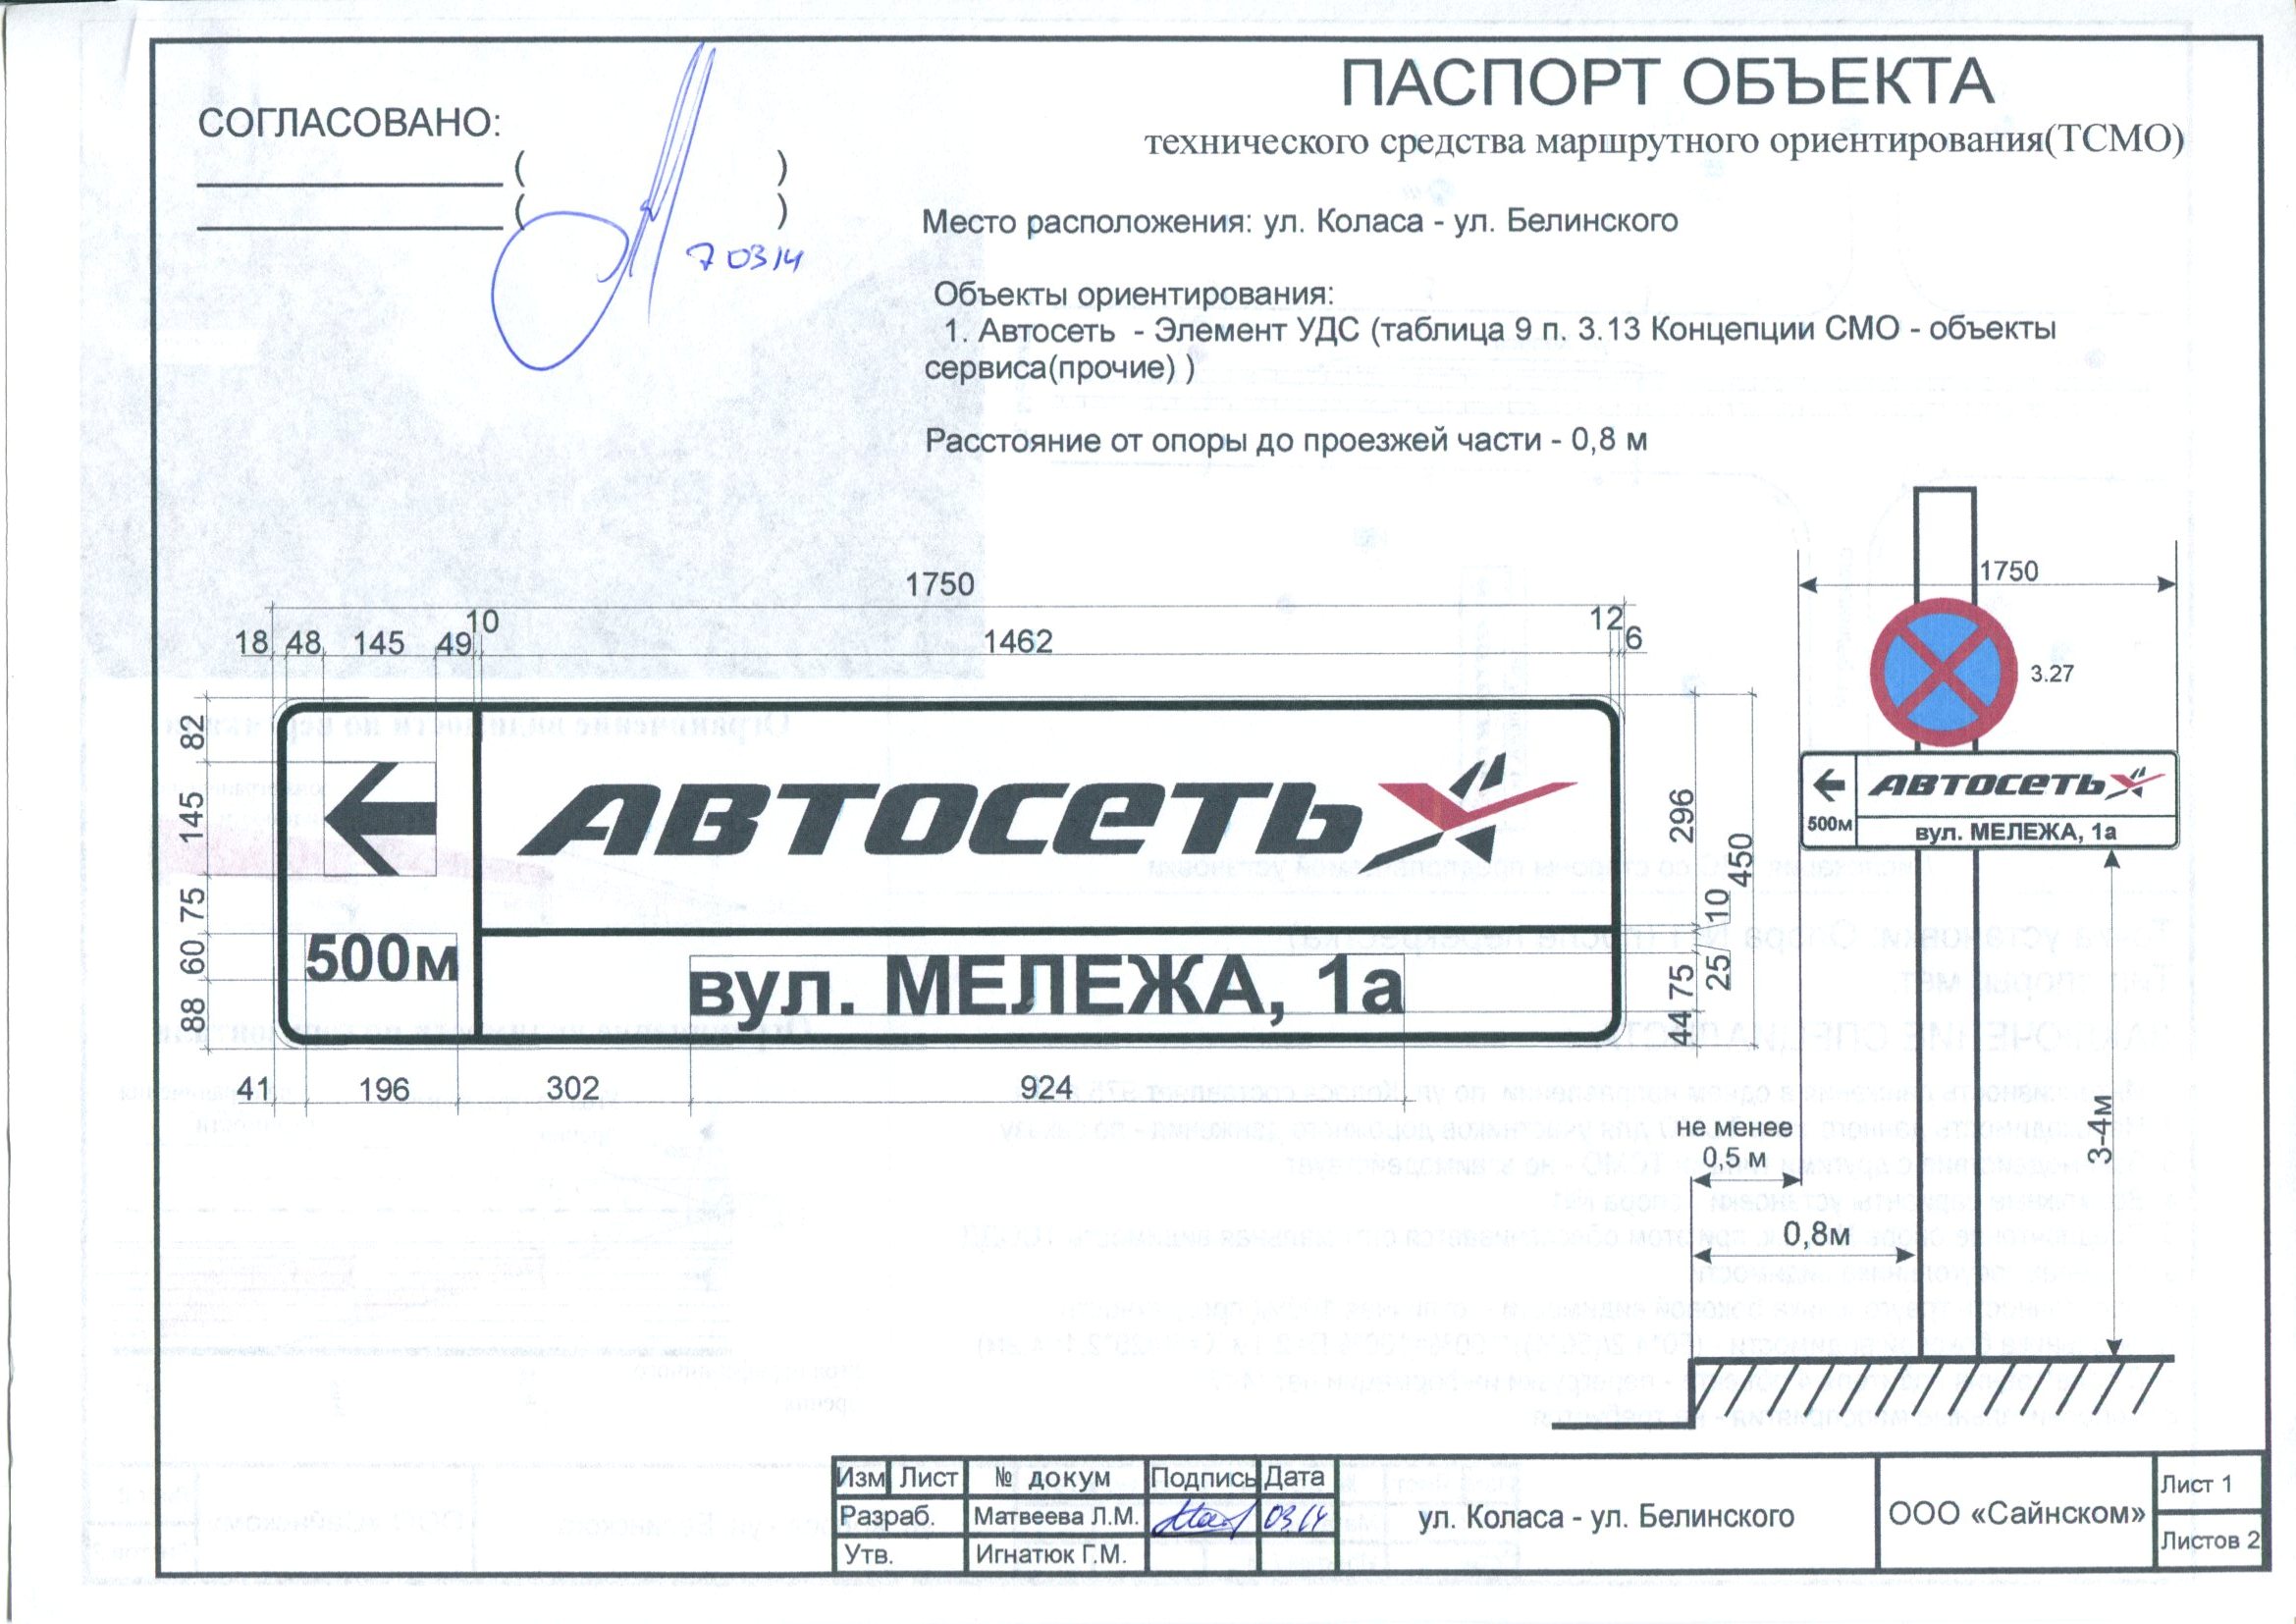 ПАСПОРТ ОБЪЕКТА
технического средства маршрутного ориентирования(ТСМО)
СОГЛАСОВАНО:
( )
( )
7 03 14
Место расположения: ул. Коласа - ул. Белинского
Объекты ориентирования:
1. Автосеть - Элемент УДС (таблица 9 п. 3.13 Концепции СМО - объекты
сервиса(прочие) )
Расстояние от опоры до проезжей части - 0,8 м
1750
18 48 145 49 10 1462 12 6
82
145
75
60
88
АВТОСЕТЬ
500м
вул. МЕЛЕЖА, 1а
296
10
450
25
75
44
41 196 302 924
1750
3.27
АВТОСЕТЬ
500м
вул. МЕЛЕЖА, 1а
не менее
0,5 м
0,8м
3-4м
Изм Лист № докум Подпись Дата
Разраб. Матвеева Л.М. 03.14
Утв. Игнатюк Г.М.
ул. Коласа - ул. Белинского
ООО «Сайнском»
Лист 1
Листов 2